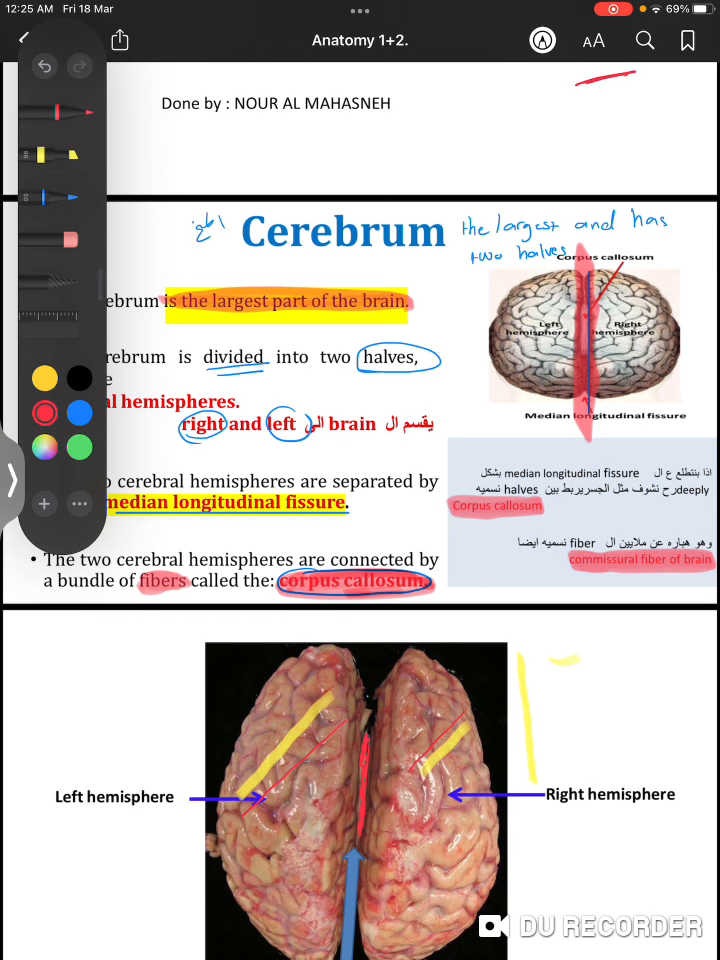 12:25 AM Fri 18 Mar
69%
Anatomy 1+2.
AA
Done by : NOUR AL MAHASNEH
Cerebrum
the largest and has
two halves
Corpus callosum
ebrum is the largest part of the brain.
Left hemisphere
Right hemisphere
rebrum is divided into two halves,
e
al hemispheres.
right and left الى brain يقسم ال
Median longitudinal fissure
o cerebral hemispheres are separated by
median longitudinal fissure.
اذا بنتطلع ع ال median longitudinal fissure بشكل
deeply رح نشوف مثل الجسر يربط بين halves نسميه
Corpus callosum
وهو هباره عن ملايين ال fiber نسميه ايضا
commissural fiber of brain
• The two cerebral hemispheres are connected by
a bundle of fibers called the: corpus callosum.
Left hemisphere
Right hemisphere
DU RECORDER